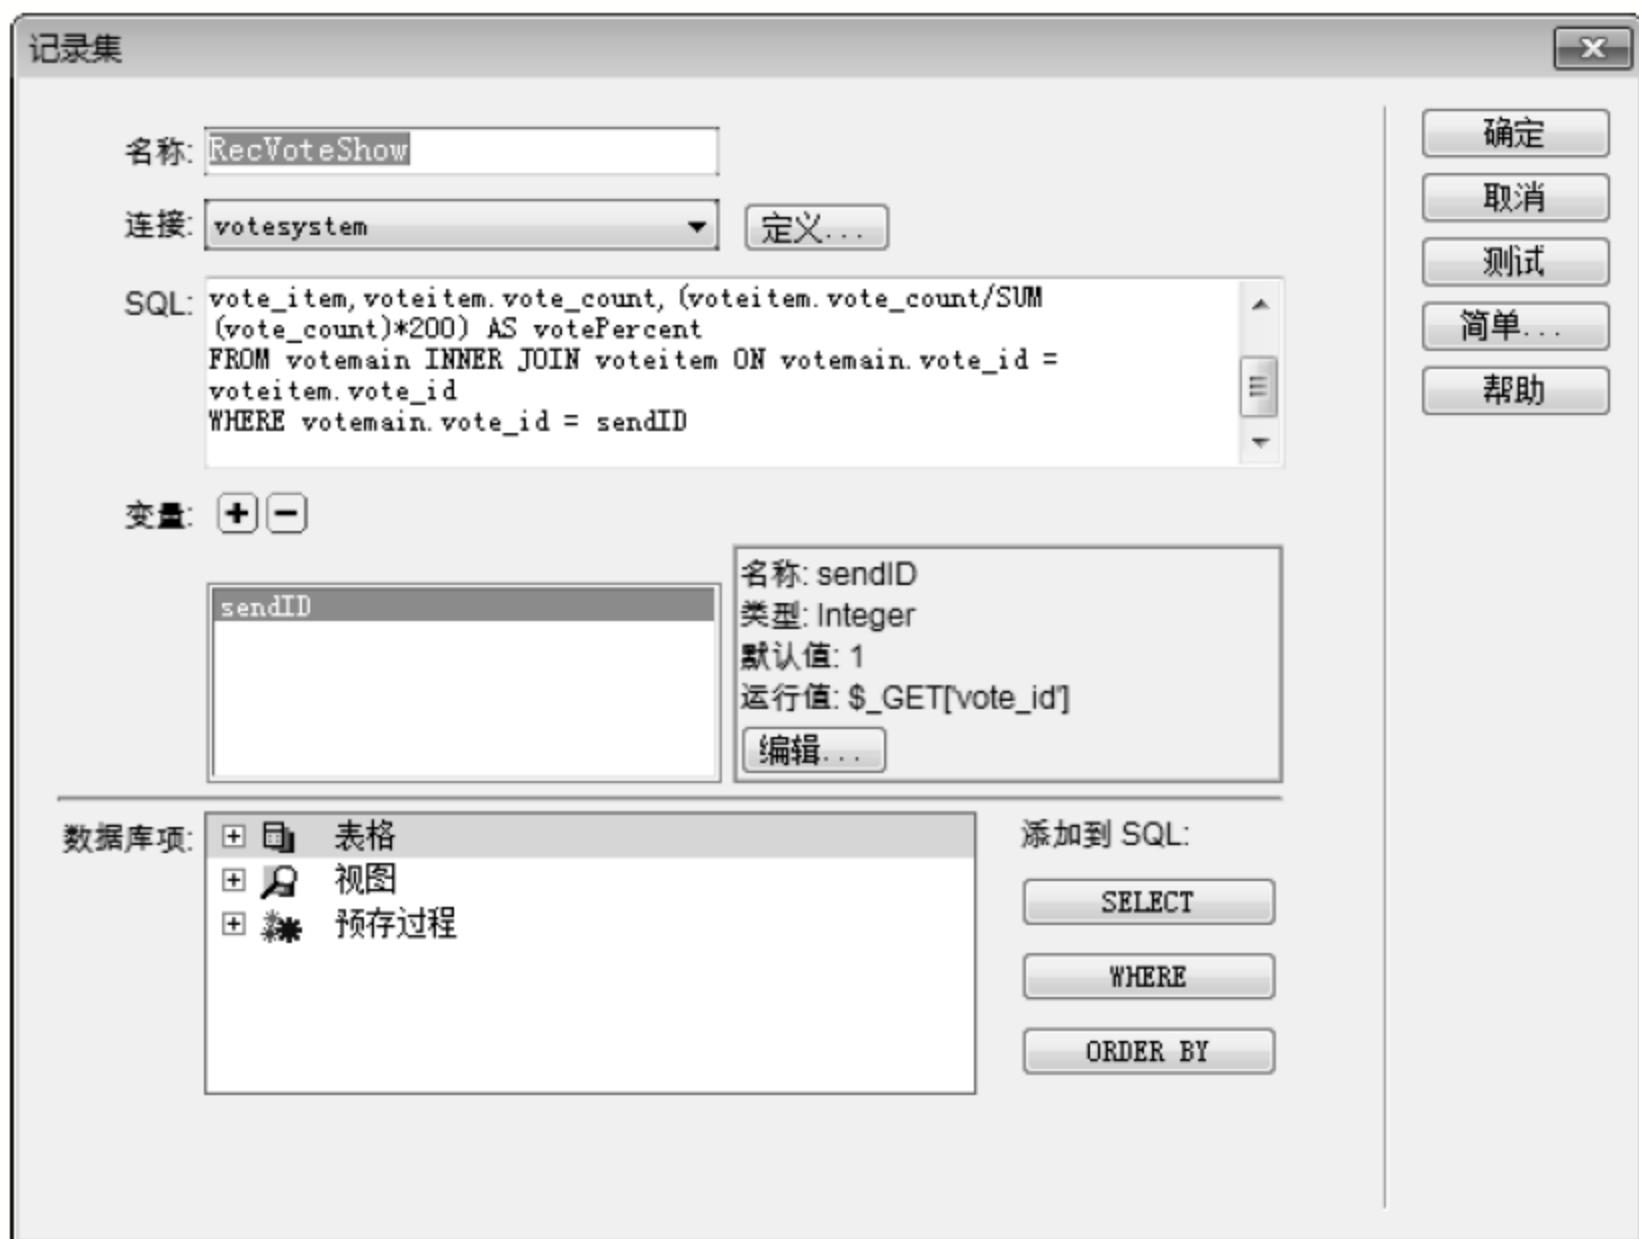 记录集
名称: RecVoteShow
连接: votesystem 定义...
SQL: vote_item,voteitem.vote_count,(voteitem.vote_count/SUM
(vote_count)*200) AS votePercent
FROM votemain INNER JOIN voteitem ON votemain.vote_id =
voteitem.vote_id
WHERE votemain.vote_id = sendID
变量:
sendID
名称: sendID
类型: Integer
默认值: 1
运行值: $_GET['vote_id']
编辑...
数据库项:
表格
视图
预存过程
添加到 SQL:
SELECT
WHERE
ORDER BY
确定
取消
测试
简单...
帮助